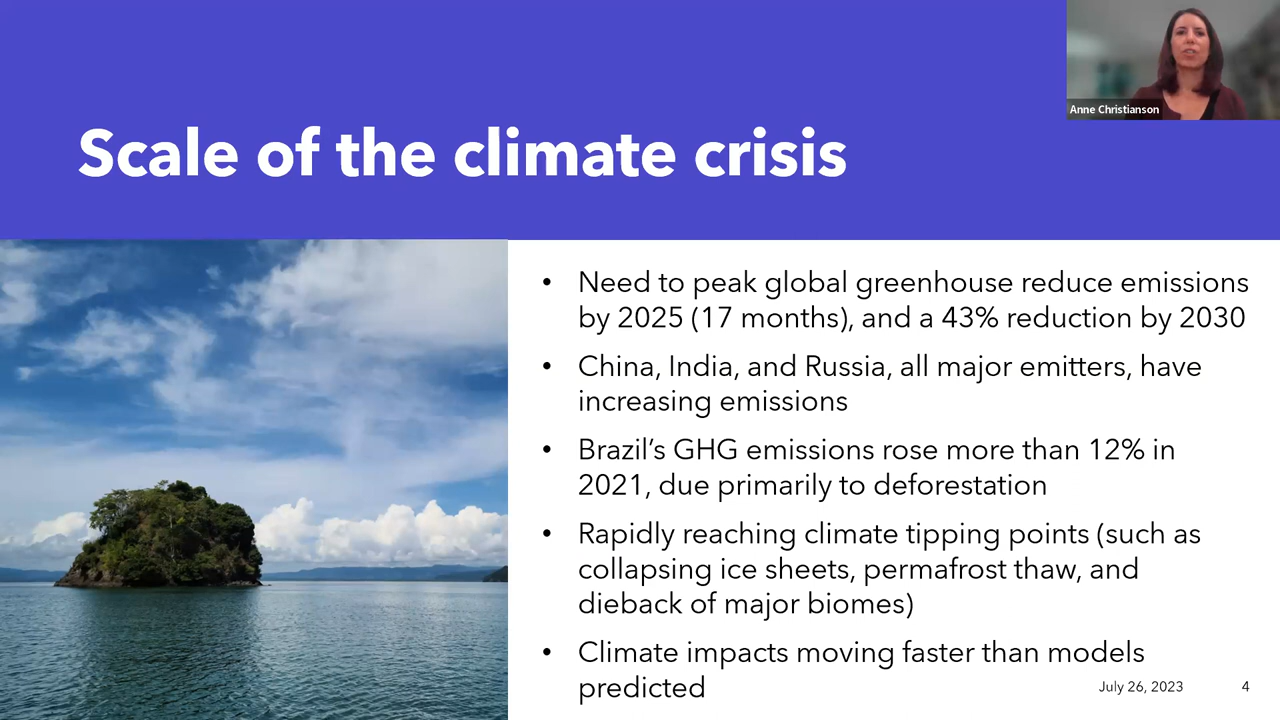 Anne Christianson
Scale of the climate crisis
• Need to peak global greenhouse reduce emissions
by 2025 (17 months), and a 43% reduction by 2030
• China, India, and Russia, all major emitters, have
increasing emissions
• Brazil’s GHG emissions rose more than 12% in
2021, due primarily to deforestation
• Rapidly reaching climate tipping points (such as
collapsing ice sheets, permafrost thaw, and
dieback of major biomes)
• Climate impacts moving faster than models
predicted
July 26, 2023
4